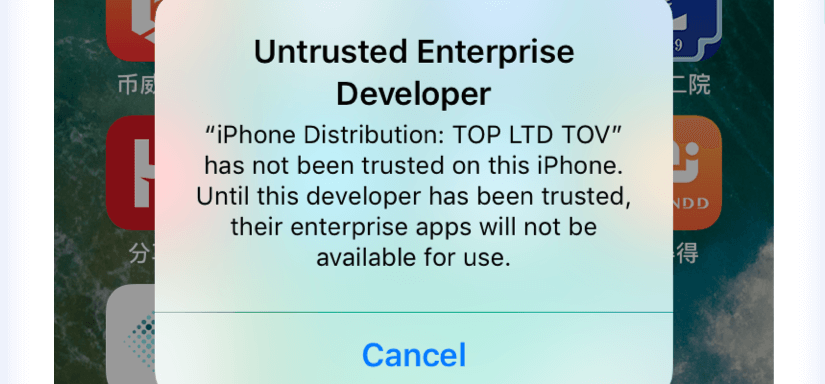 Untrusted Enterprise
Developer
“iPhone Distribution: TOP LTD TOV”
has not been trusted on this iPhone.
Until this developer has been trusted,
their enterprise apps will not be
available for use.
Cancel
币威
9
二院
NDD
分
得